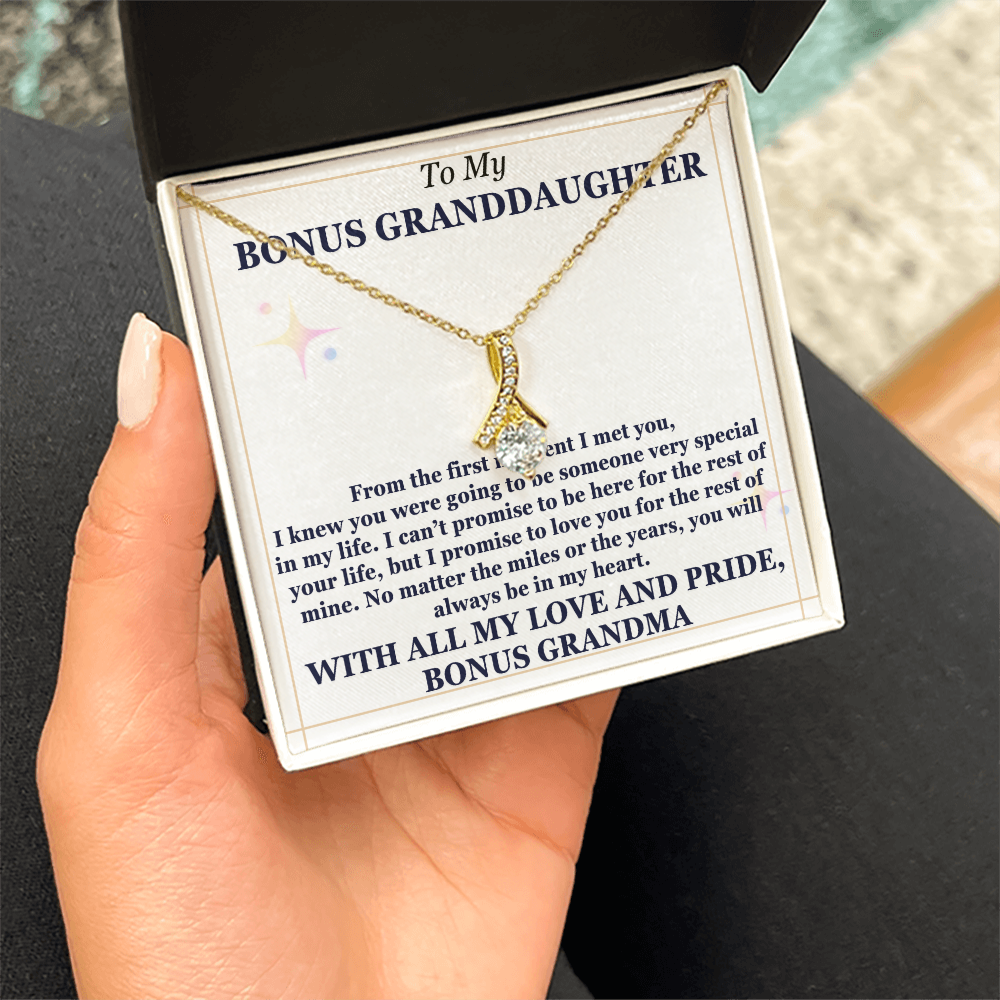 To My
BONUS GRANDDAUGHTER
From the first moment I met you,
I knew you were going to be someone very special
in my life. I can't promise to be here for the rest of
your life, but I promise to love you for the rest of
mine. No matter the miles or the years, you will
always be in my heart.
WITH ALL MY LOVE AND PRIDE,
BONUS GRANDMA